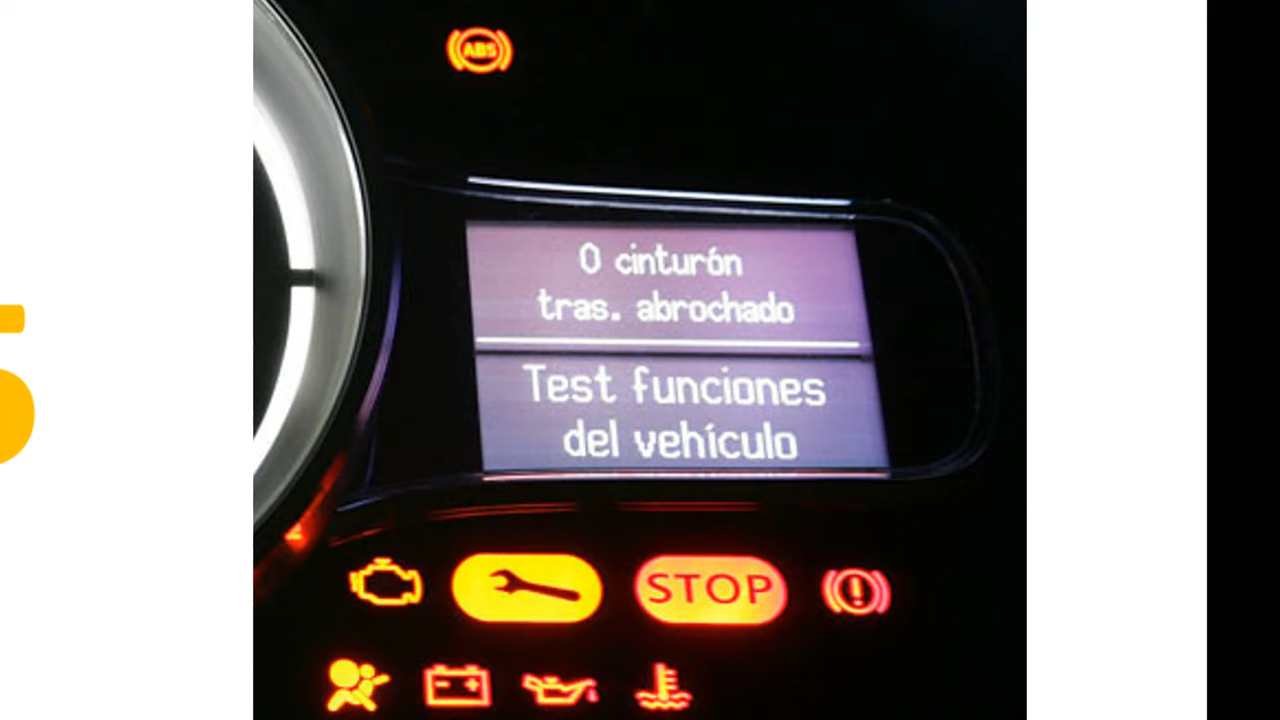 ABS
0 cinturón
tras. abrochado
Test funciones
del vehículo
STOP